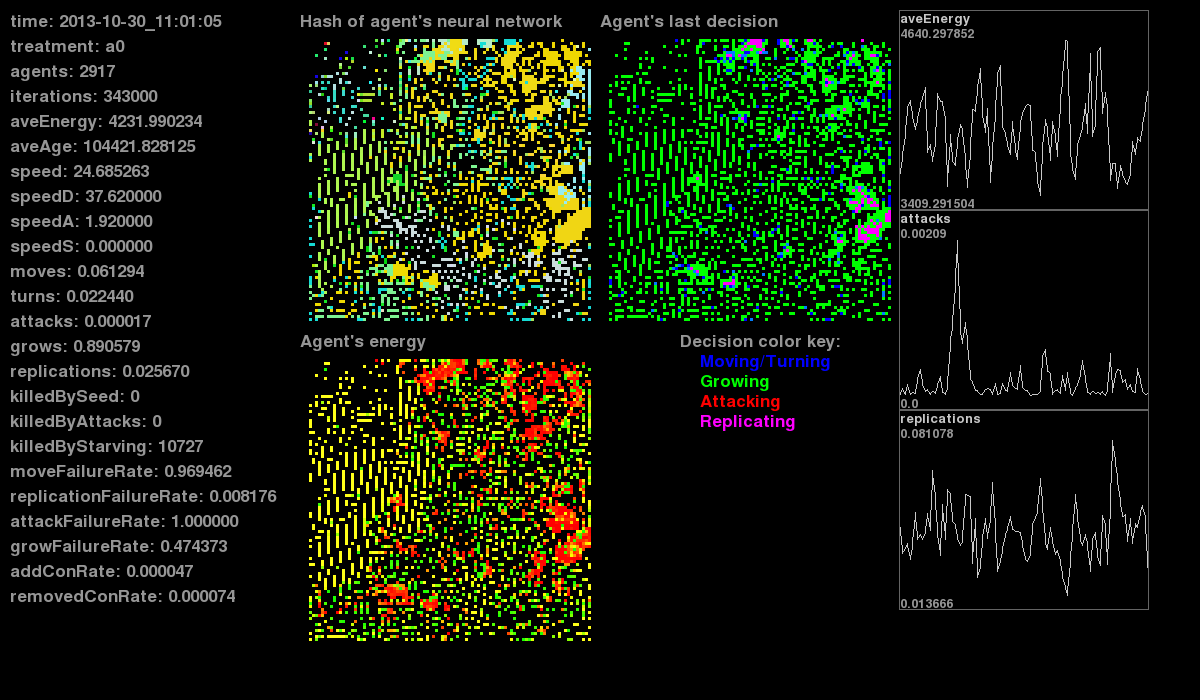 time: 2013-10-30_11:01:05
treatment: a0
agents: 2917
iterations: 343000
aveEnergy: 4231.990234
aveAge: 104421.828125
speed: 24.685263
speedD: 37.620000
speedA: 1.920000
speedS: 0.000000
moves: 0.061294
turns: 0.022440
attacks: 0.000017
grows: 0.890579
replications: 0.025670
killedBySeed: 0
killedByAttacks: 0
killedByStarving: 10727
moveFailureRate: 0.969462
replicationFailureRate: 0.008176
attackFailureRate: 1.000000
growFailureRate: 0.474373
addConRate: 0.000047
removedConRate: 0.000074
Hash of agent's neural network
Agent's last decision
Agent's energy
Decision color key:
Moving/Turning
Growing
Attacking
Replicating
aveEnergy
4640.297852
3409.291504
attacks
0.00209
0.0
replications
0.081078
0.013666